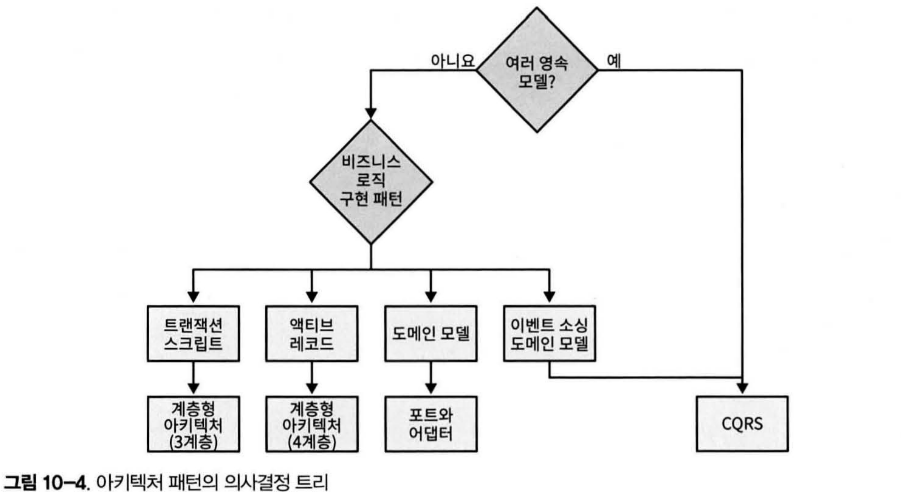 여러 영속
모델?
아니요
예
비즈니스
로직
구현 패턴
트랜잭션
스크립트
액티브
레코드
도메인 모델
이벤트 소싱
도메인 모델
계층형
아키텍처
(3계층)
계층형
아키텍처
(4계층)
포트와
어댑터
CQRS
그림 10-4. 아키텍처 패턴의 의사결정 트리